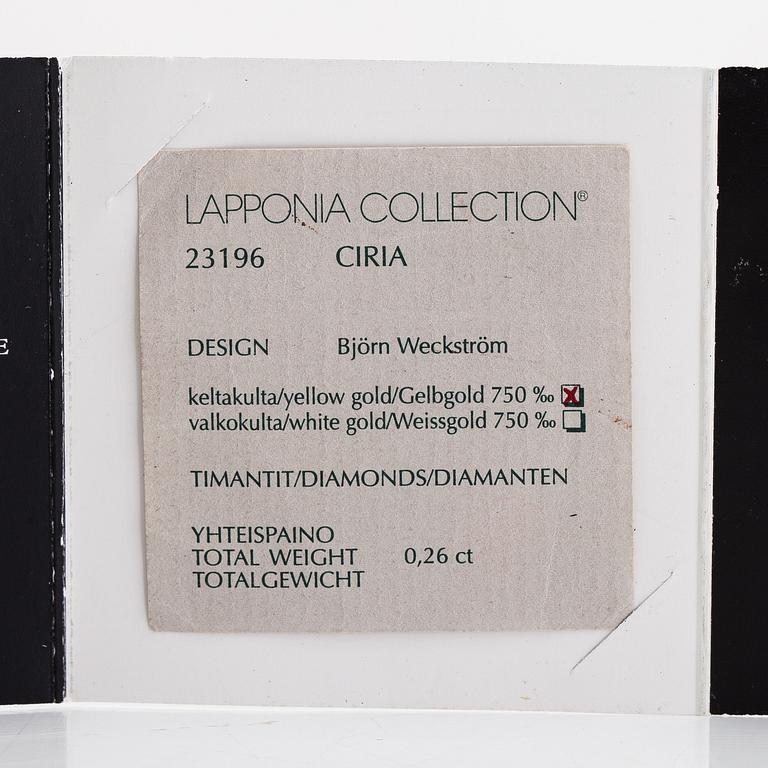 LAPPONIA COLLECTION®
23196 CIRIA
DESIGN Björn Weckström
keltakulta/yellow gold/Gelbgold 750 ‰ X
valkokulta/white gold/Weissgold 750 ‰
TIMANTIT/DIAMONDS/DIAMANTEN
YHTEISPAINO
TOTAL WEIGHT 0,26 ct
TOTALGEWICHT
E